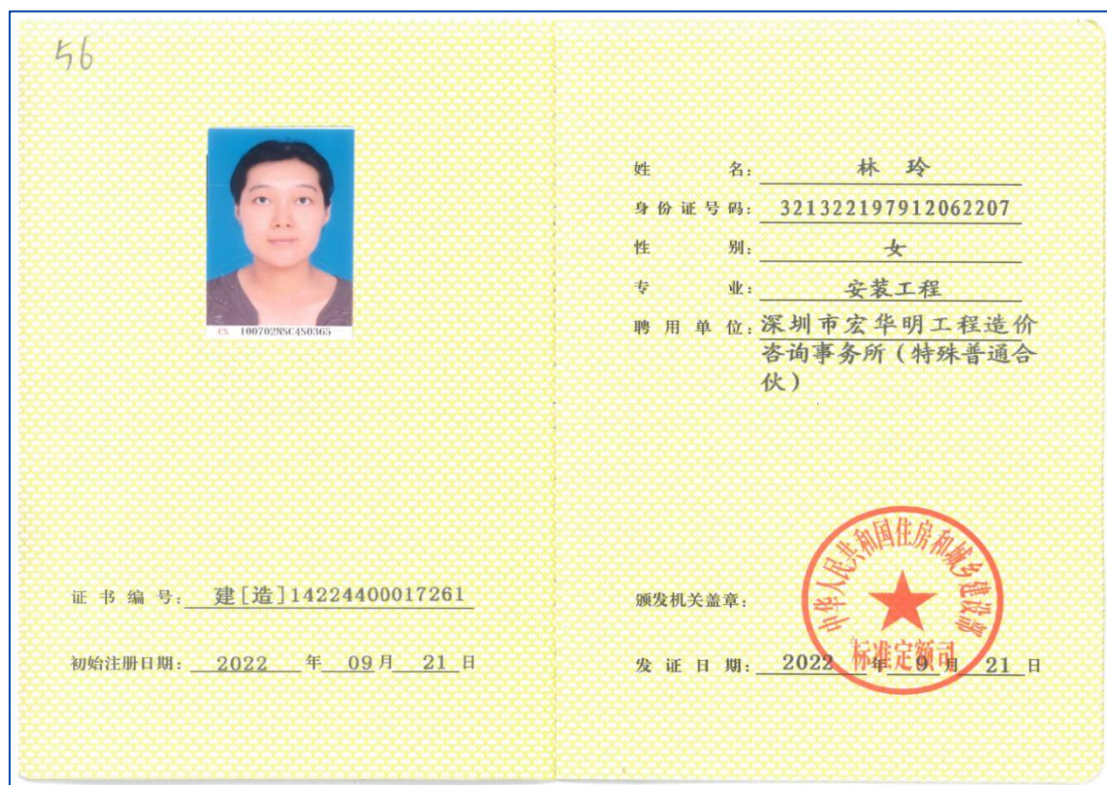 56
CS 100702NSC4S0365
证书编号: 建[造]14224400017261
初始注册日期: 2022 年 09 月 21 日
姓名: 林 玲
身份证号码: 321322197912062207
性别: 女
专业: 安装工程
聘用单位: 深圳市宏华明工程造价
咨询事务所(特殊普通合
伙)
颁发机关盖章:
中华人民共和国住房和城乡建设部
标准定额司
发证日期: 2022 年 9 月 21 日